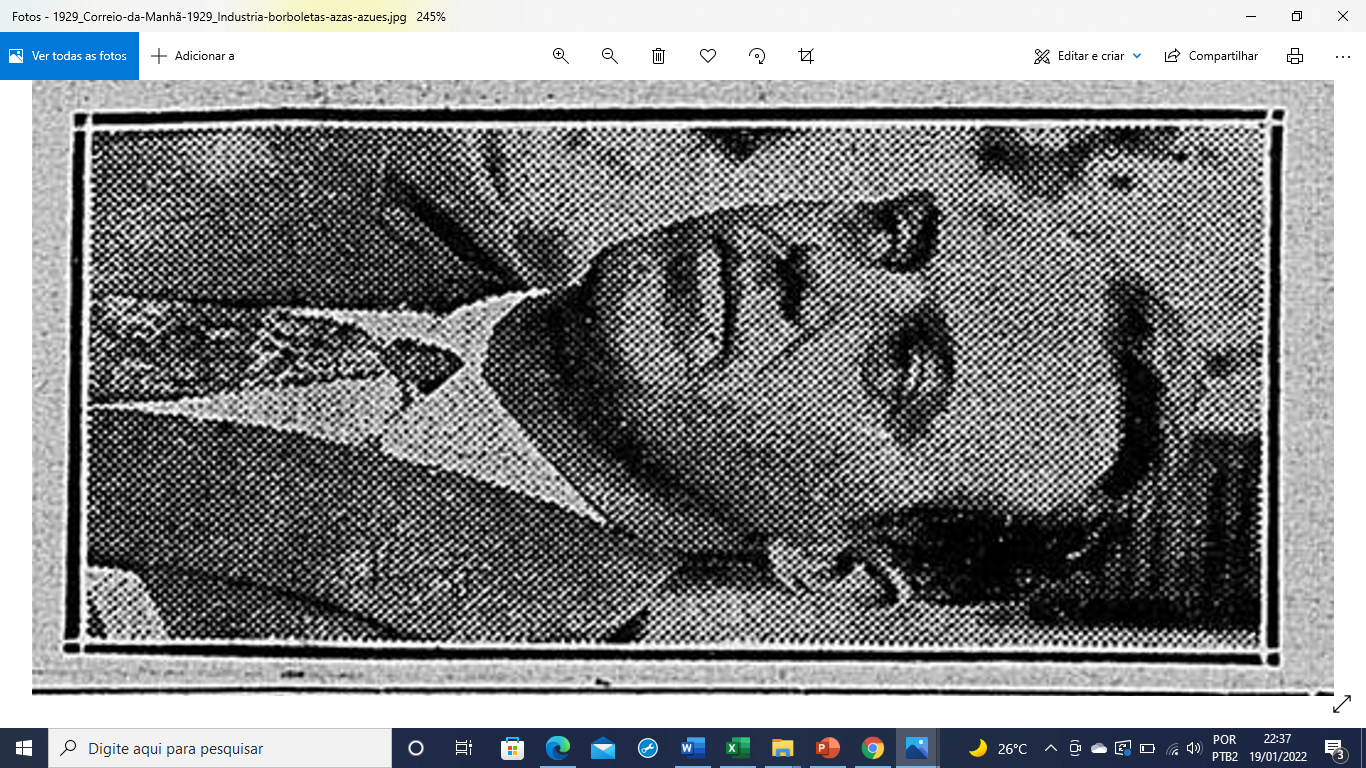 Fotos - 1929_Correio-da-Manhã-1929_Industria-borboletas-azas-azues.jpg 245%
Ver todas as fotos
Adicionar a
Editar e criar
Compartilhar
Digite aqui para pesquisar
26°C
POR
PTB2
22:37
19/01/2022
3